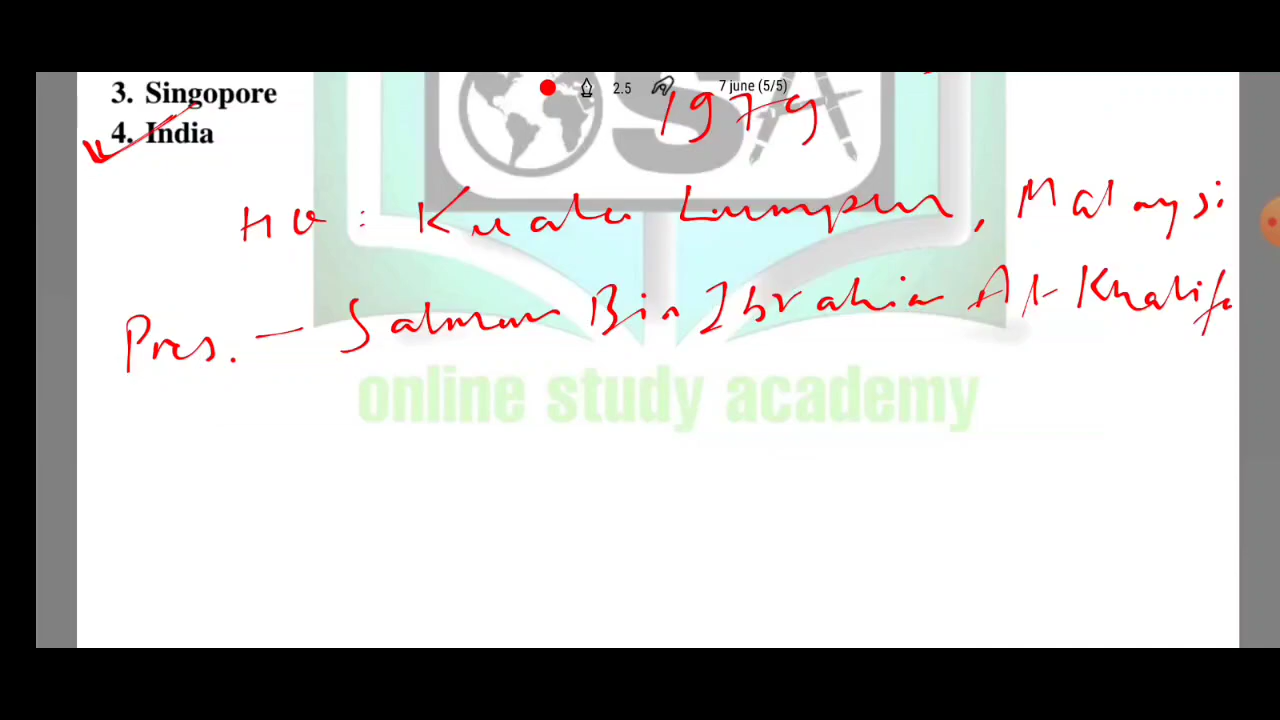 2.5 7 june (5/5)
3. Singopore
1979
4. India
HQ : Kuala Lumpur, Malaysi
Pres. – Salman Bin Ibrahim Al-Khalifa
OSA
online study academy